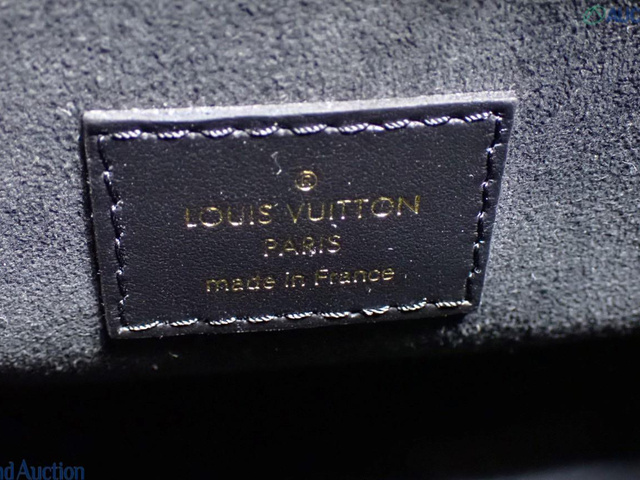 ®
LOUIS VUITTON
PARIS
made in France
nd Auction